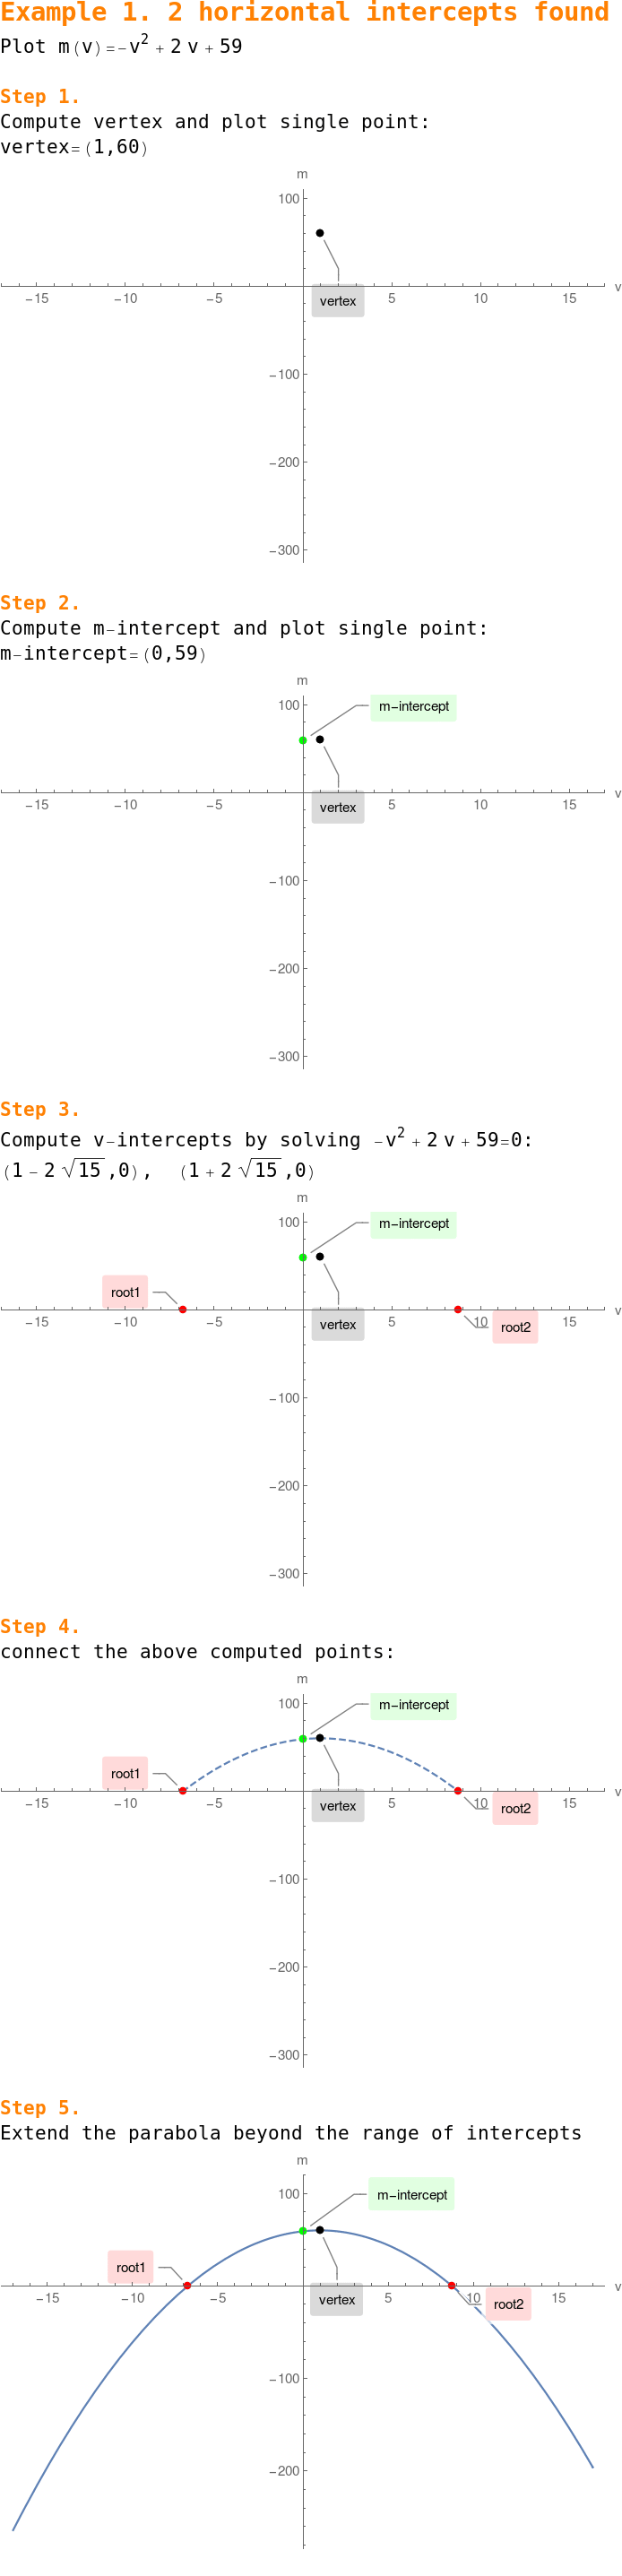 Example 1. 2 horizontal intercepts found
Plot m(v)=-v² + 2 v + 59
Step 1.
Compute vertex and plot single point:
vertex=(1,60)
m
100
vertex
v
-15 -10 -5 5 10 15
-100
-200
-300
Step 2.
Compute m-intercept and plot single point:
m-intercept=(0,59)
m
100
m-intercept
vertex
v
-15 -10 -5 5 10 15
-100
-200
-300
Step 3.
Compute v-intercepts by solving -v² + 2 v + 59=0:
(1 - 2 √15 ,0), (1 + 2 √15 ,0)
m
100
m-intercept
root1
vertex
root2
v
-15 -10 -5 5 10 15
-100
-200
-300
Step 4.
connect the above computed points:
m
100
m-intercept
root1
vertex
root2
v
-15 -10 -5 5 10 15
-100
-200
-300
Step 5.
Extend the parabola beyond the range of intercepts
m
100
m-intercept
root1
vertex
root2
v
-15 -10 -5 5 10 15
-100
-200